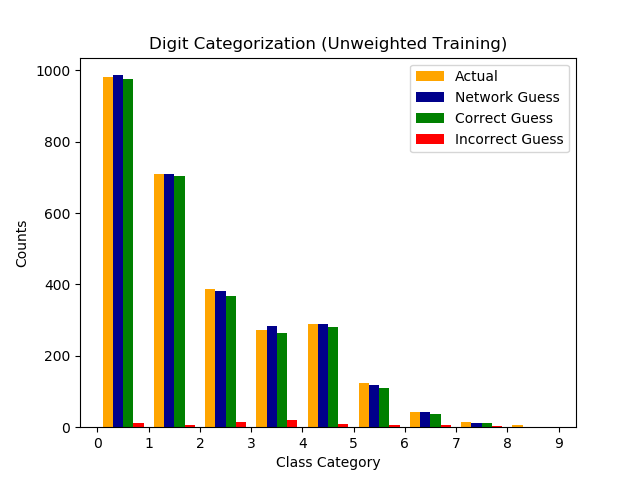 Digit Categorization (Unweighted Training)
Actual
Network Guess
Correct Guess
Incorrect Guess
1000
800
600
400
200
0
Counts
0 1 2 3 4 5 6 7 8 9
Class Category